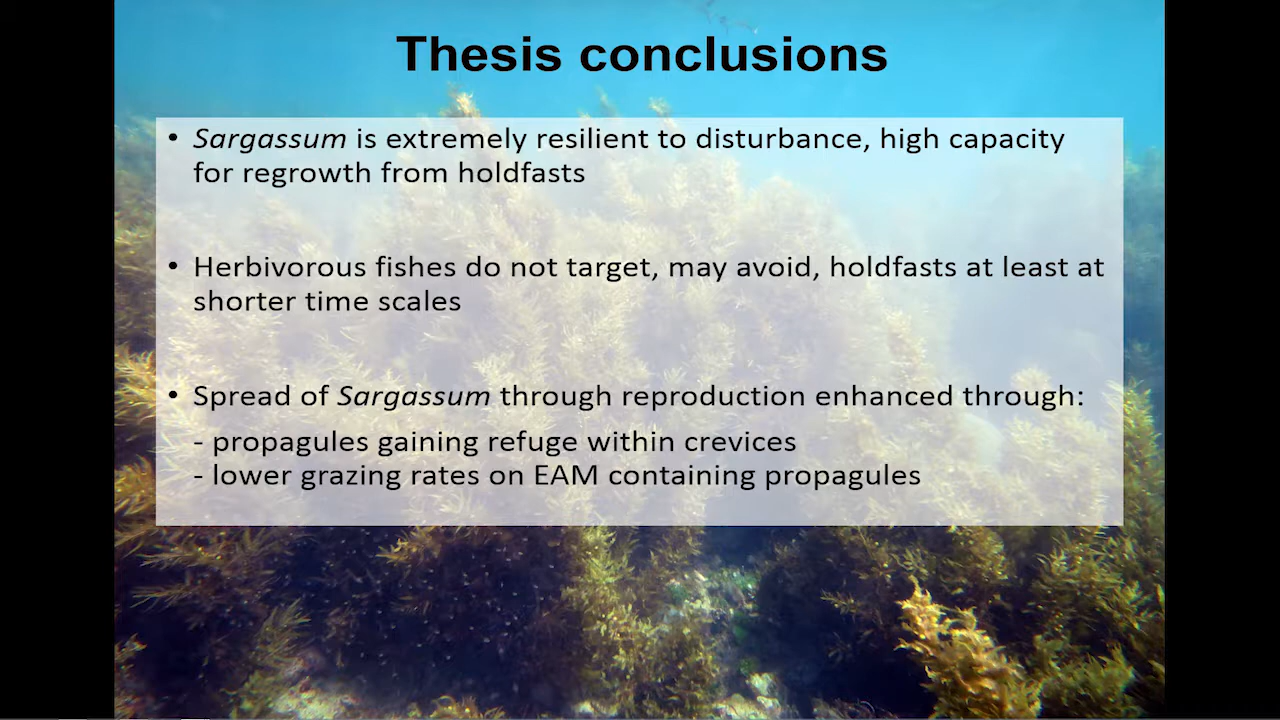 Thesis conclusions
• Sargassum is extremely resilient to disturbance, high capacity
for regrowth from holdfasts
• Herbivorous fishes do not target, may avoid, holdfasts at least at
shorter time scales
• Spread of Sargassum through reproduction enhanced through:
- propagules gaining refuge within crevices
- lower grazing rates on EAM containing propagules